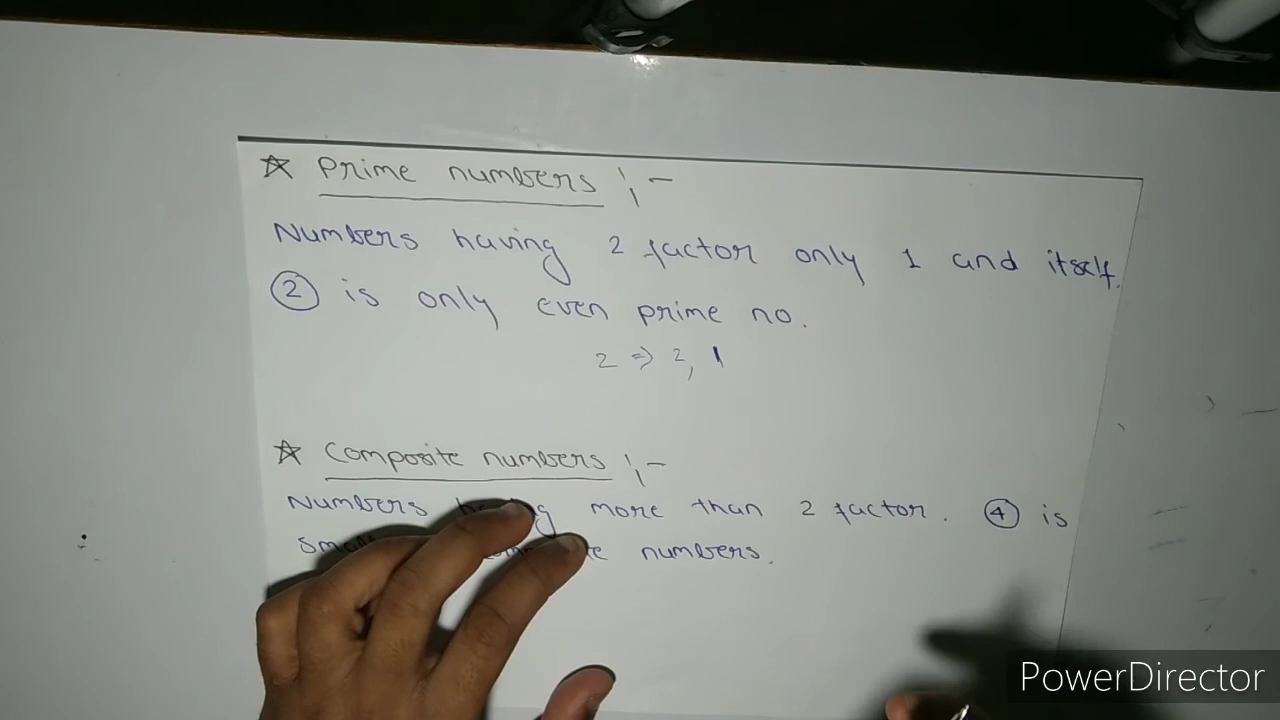 ☆ Prime numbers :-
Numbers having 2 factor only 1 and itself.
② is only even prime no.
2 ⇒ 2, 1
☆ Composite numbers :-
Numbers more than 2 factor. ④ is
numbers.
PowerDirector